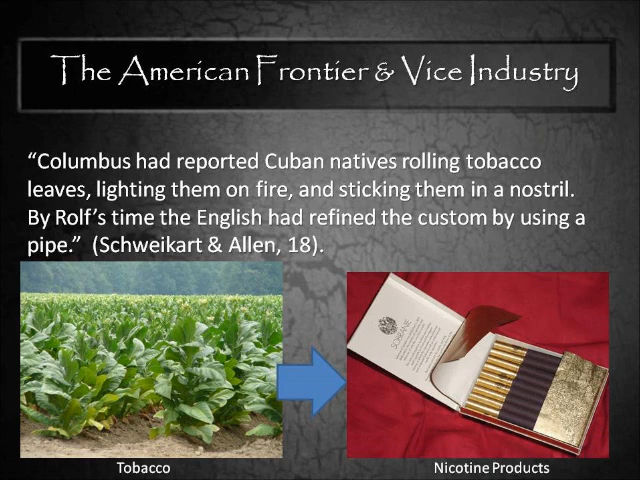 The American Frontier & Vice Industry
“Columbus had reported Cuban natives rolling tobacco
leaves, lighting them on fire, and sticking them in a nostril.
By Rolf’s time the English had refined the custom by using a
pipe.”  (Schweikart & Allen, 18).
SOBRANIE
Tobacco
Nicotine Products